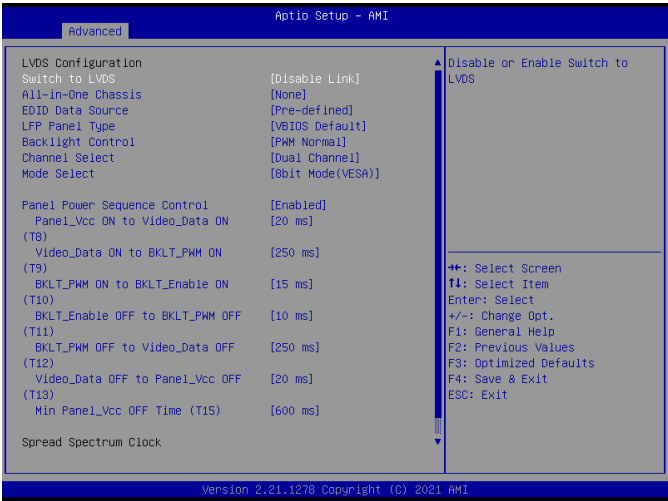 Aptio Setup - AMI
Advanced
LVDS Configuration
Switch to LVDS [Disable Link]
All-in-One Chassis [None]
EDID Data Source [Pre-defined]
LFP Panel Type [VBIOS Default]
Backlight Control [PWM Normal]
Channel Select [Dual Channel]
Mode Select [8bit Mode(VESA)]
Panel Power Sequence Control [Enabled]
Panel_Vcc ON to Video_Data ON [20 ms]
(T8)
Video_Data ON to BKLT_PWM ON [250 ms]
(T9)
BKLT_PWM ON to BKLT_Enable ON [15 ms]
(T10)
BKLT_Enable OFF to BKLT_PWM OFF [10 ms]
(T11)
BKLT_PWM OFF to Video_Data OFF [250 ms]
(T12)
Video_Data OFF to Panel_Vcc OFF [20 ms]
(T13)
Min Panel_Vcc OFF Time (T15) [600 ms]
Spread Spectrum Clock
Disable or Enable Switch to
LVDS
→←: Select Screen
↑↓: Select Item
Enter: Select
+/-: Change Opt.
F1: General Help
F2: Previous Values
F3: Optimized Defaults
F4: Save & Exit
ESC: Exit
Version 2.21.1278 Copyright (C) 2021 AMI